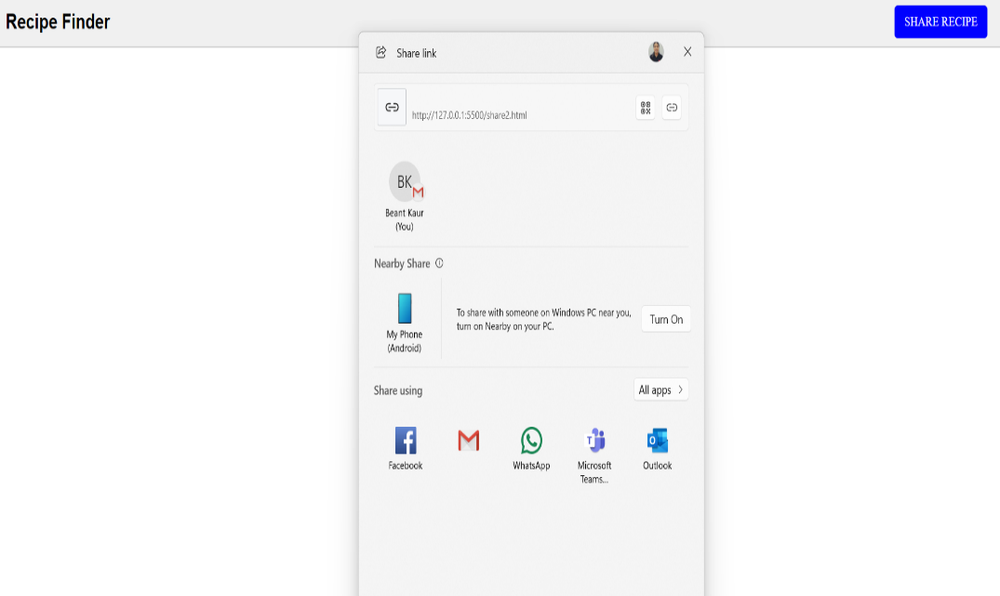 Recipe Finder
SHARE RECIPE
Share link
http://127.0.0.1:5500/share2.html
BK
Beant Kaur
(You)
Nearby Share
My Phone
(Android)
To share with someone on Windows PC near you,
turn on Nearby on your PC.
Turn On
Share using
All apps
Facebook
WhatsApp
Microsoft
Teams...
Outlook